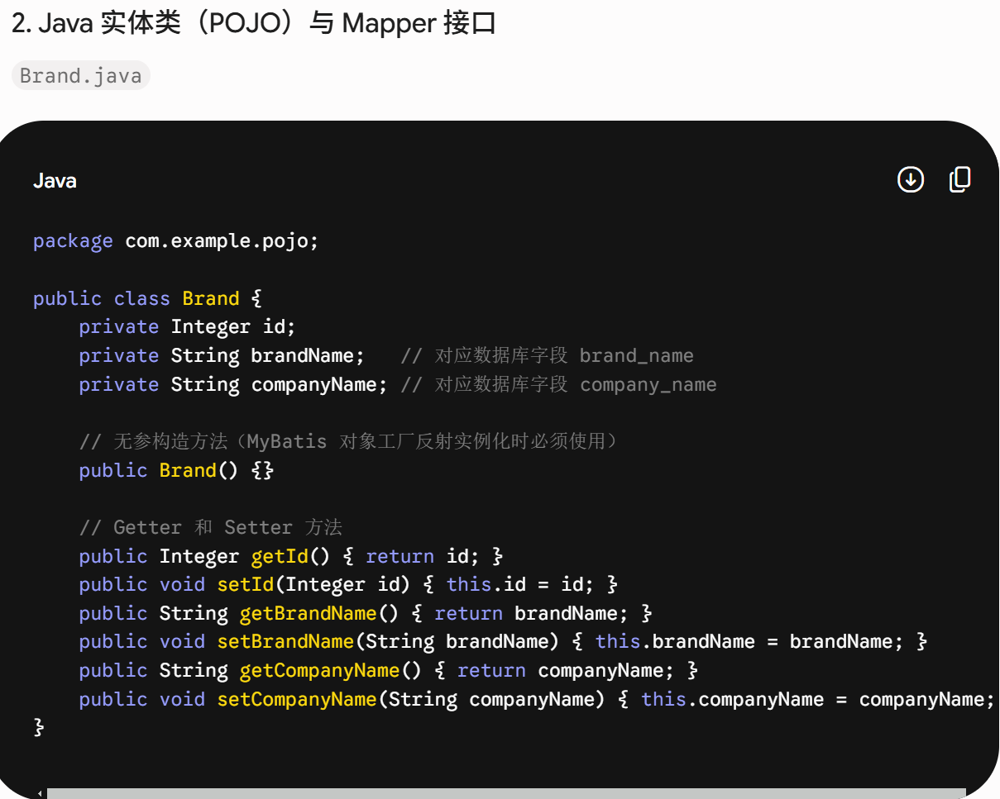 2. Java 实体类（POJO）与 Mapper 接口
Brand.java
Java
package com.example.pojo;
public class Brand {
    private Integer id;
    private String brandName;   // 对应数据库字段 brand_name
    private String companyName; // 对应数据库字段 company_name
    // 无参构造方法（MyBatis 对象工厂反射实例化时必须使用）
    public Brand() {}
    // Getter 和 Setter 方法
    public Integer getId() { return id; }
    public void setId(Integer id) { this.id = id; }
    public String getBrandName() { return brandName; }
    public void setBrandName(String brandName) { this.brandName = brandName; }
    public String getCompanyName() { return companyName; }
    public void setCompanyName(String companyName) { this.companyName = companyName;
}